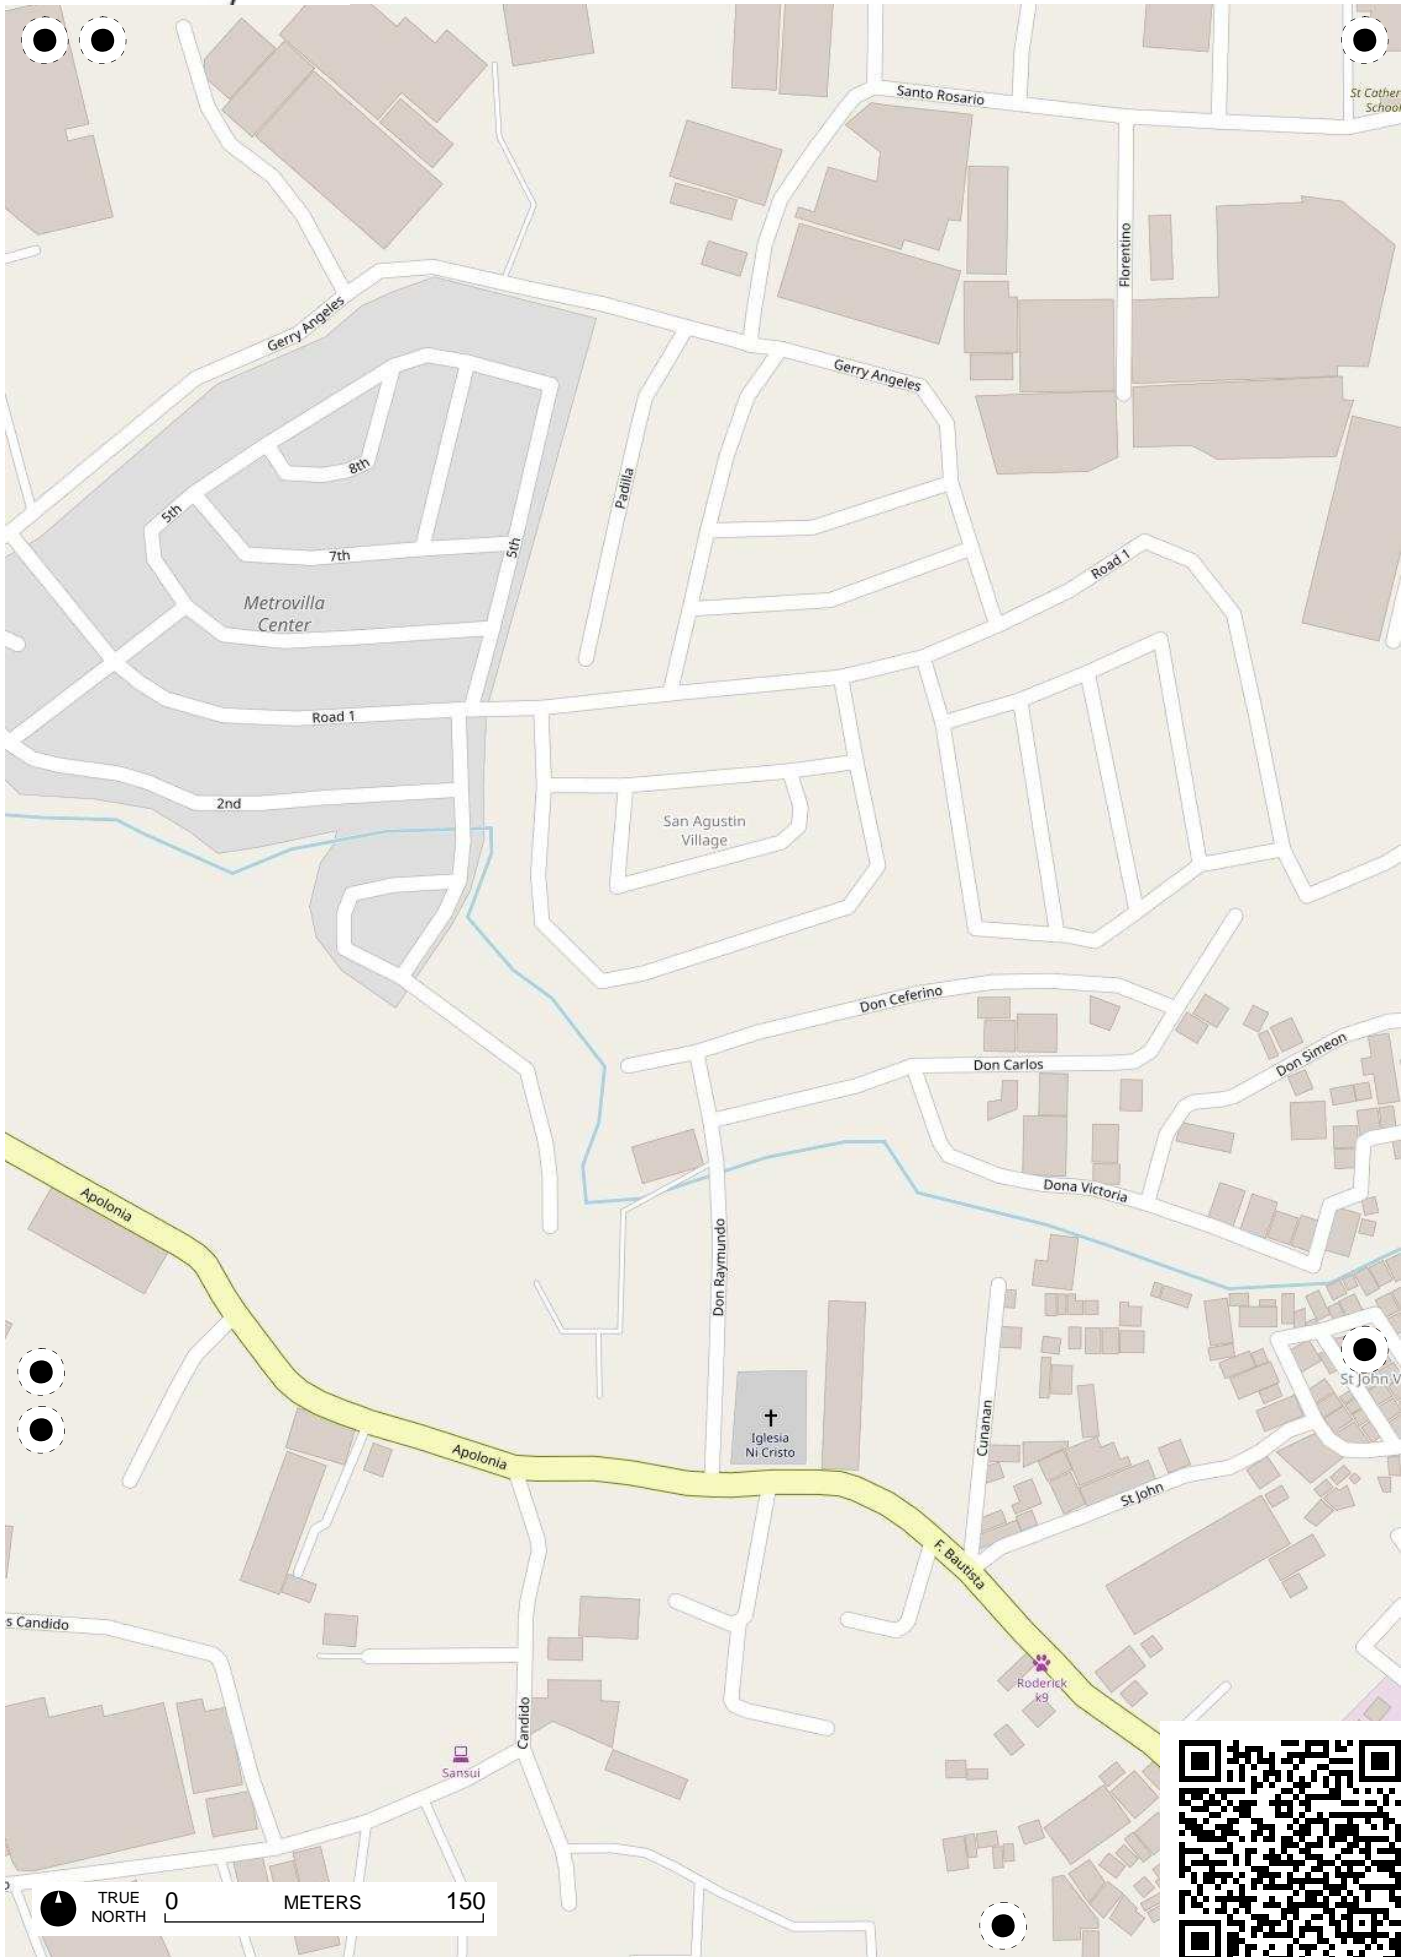 Santo Rosario
St Cather
School
Florentino
Gerry Angeles
Gerry Angeles
8th
Padilla
5th
7th
5th
Road 1
Metrovilla
Center
Road 1
2nd
San Agustin
Village
Don Ceferino
Don Carlos
Don Simeon
Dona Victoria
Apolonia
Don Raymundo
St John V
Iglesia
Ni Cristo
Cunanan
Apolonia
St John
F. Bautista
s Candido
Roderick
k9
Candido
Sansui
TRUE
NORTH
0 METERS 150